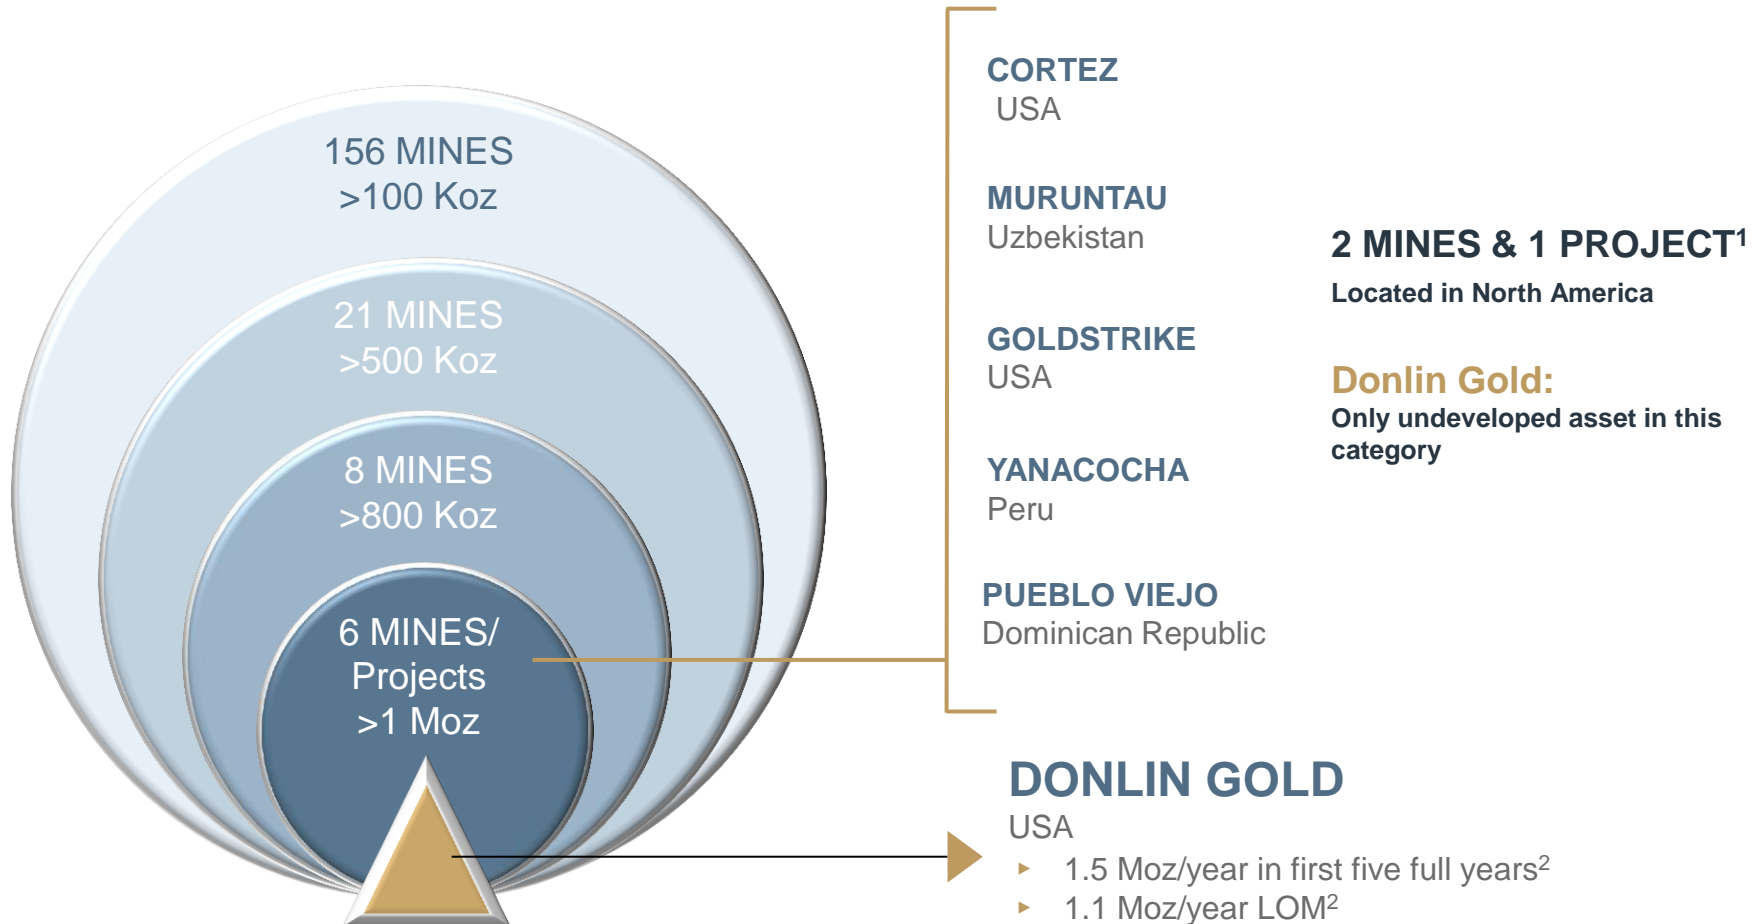 156 MINES
>100 Koz
21 MINES
>500 Koz
8 MINES
>800 Koz
6 MINES/
Projects
>1 Moz
CORTEZ
USA
MURUNTAU
Uzbekistan
GOLDSTRIKE
USA
YANACOCHA
Peru
PUEBLO VIEJO
Dominican Republic
2 MINES & 1 PROJECT¹
Located in North America
Donlin Gold:
Only undeveloped asset in this
category
DONLIN GOLD
USA
▸ 1.5 Moz/year in first five full years²
▸ 1.1 Moz/year LOM²